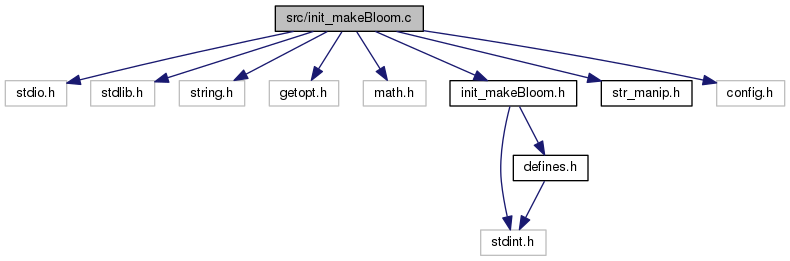 src/init_makeBloom.c
stdio.h
stdlib.h
string.h
getopt.h
math.h
init_makeBloom.h
str_manip.h
config.h
defines.h
stdint.h